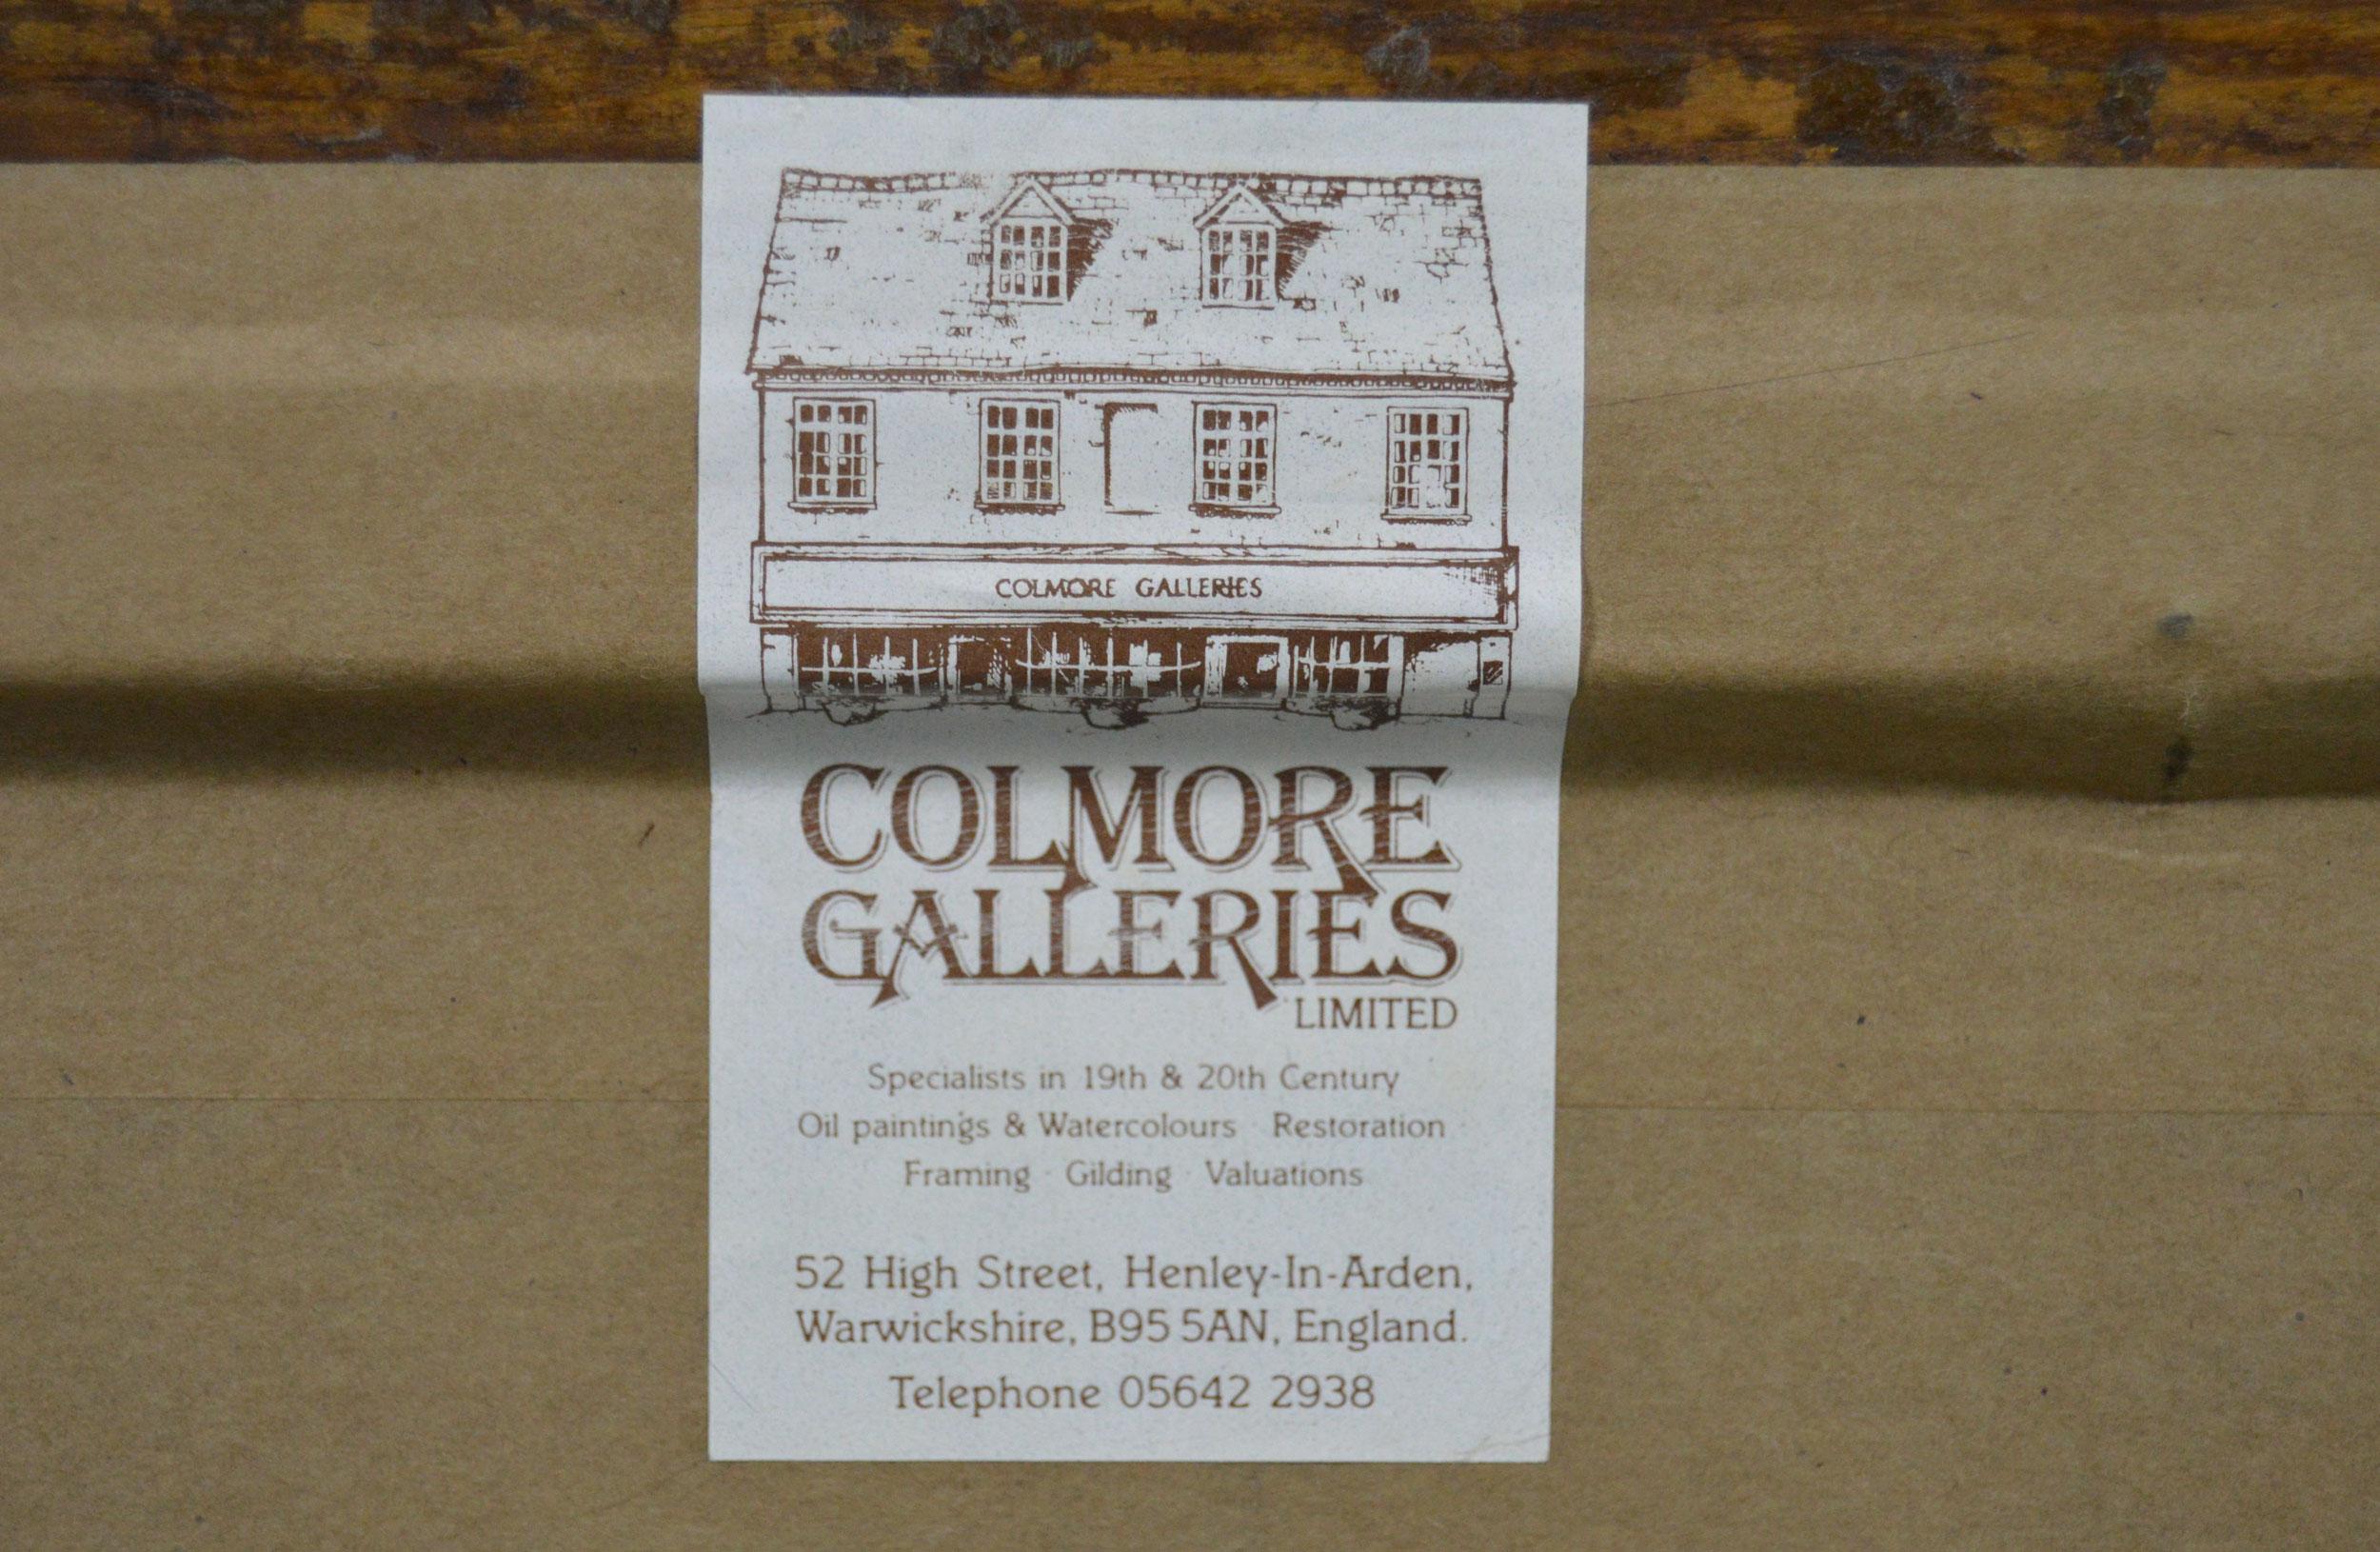 COLMORE GALLERIES
COLMORE
GALLERIES
LIMITED
Specialists in 19th & 20th Century
Oil paintings & Watercolours · Restoration
Framing · Gilding · Valuations
52 High Street, Henley-In-Arden,
Warwickshire, B95 5AN, England.
Telephone 05642 2938